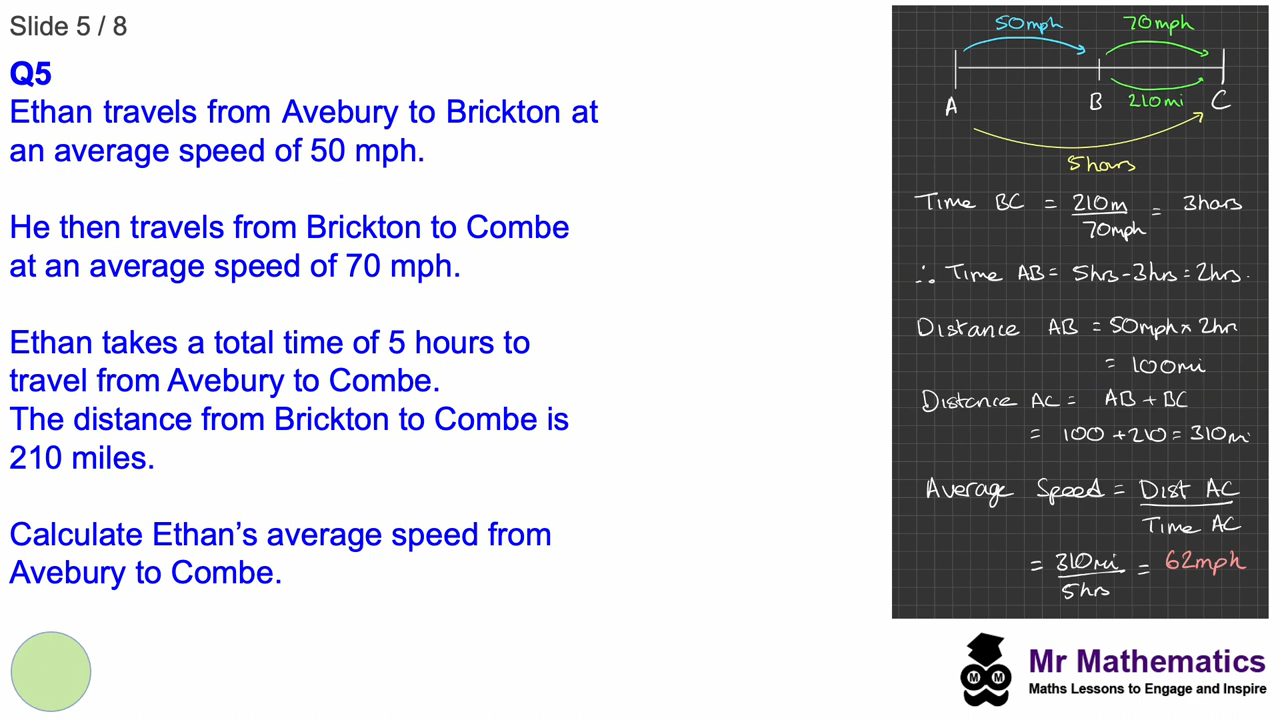 Slide 5 / 8
Q5
Ethan travels from Avebury to Brickton at
an average speed of 50 mph.
He then travels from Brickton to Combe
at an average speed of 70 mph.
Ethan takes a total time of 5 hours to
travel from Avebury to Combe.
The distance from Brickton to Combe is
210 miles.
Calculate Ethan’s average speed from
Avebury to Combe.
50mph 70mph
A B 210mi C
5hours
Time BC = 210m = 3hours
70mph
∴ Time AB = 5hrs - 3hrs = 2hrs.
Distance AB = 50mph x 2hr
= 100mi
Distance AC = AB + BC
= 100 + 210 = 310mi
Average Speed = Dist AC
Time AC
= 310mi = 62mph
5hrs
M M
Mr Mathematics
Maths Lessons to Engage and Inspire